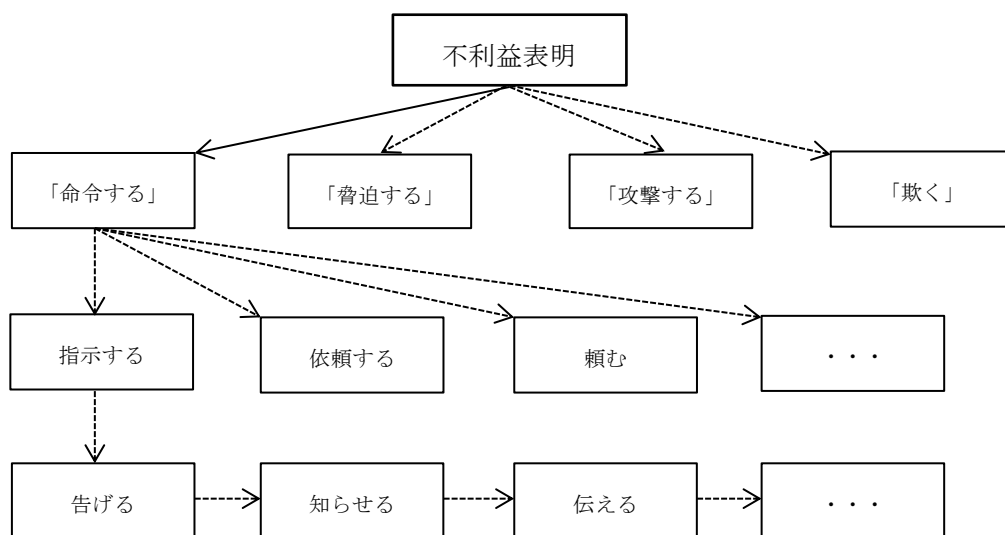 不利益表明
「命令する」
「脅迫する」
「攻撃する」
「欺く」
指示する
依頼する
頼む
・・・
告げる
知らせる
伝える
・・・